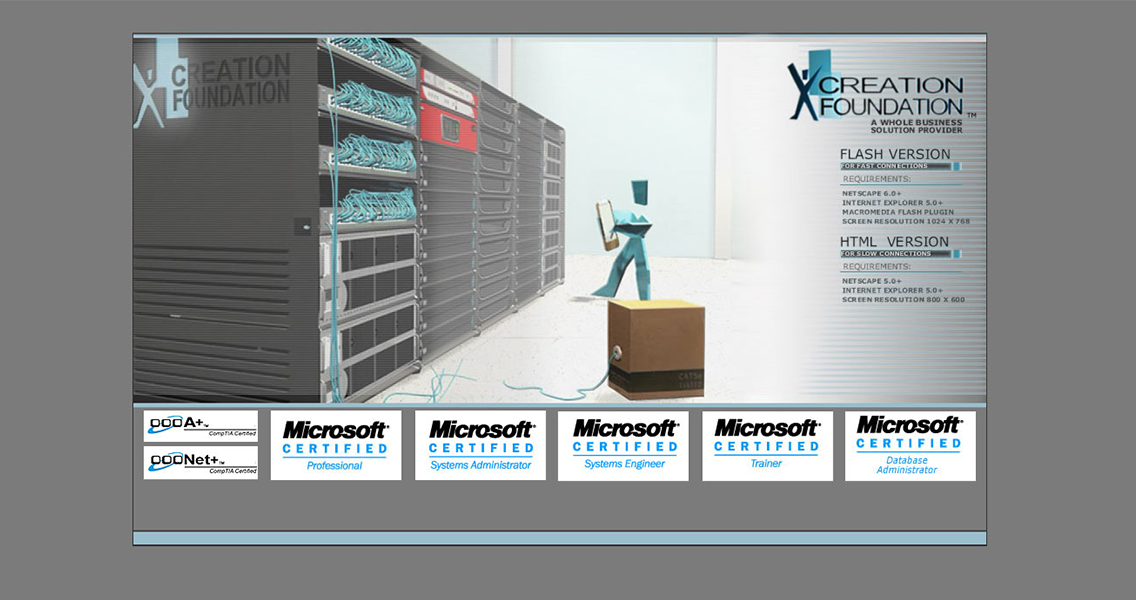 CREATION
FOUNDATION
CREATION
FOUNDATION™
A WHOLE BUSINESS
SOLUTION PROVIDER
FLASH VERSION
FOR FAST CONNECTIONS
REQUIREMENTS:
NETSCAPE 6.0+
INTERNET EXPLORER 5.0+
MACROMEDIA FLASH PLUGIN
SCREEN RESOLUTION 1024 X 768
HTML VERSION
FOR SLOW CONNECTIONS
REQUIREMENTS:
NETSCAPE 5.0+
INTERNET EXPLORER 5.0+
SCREEN RESOLUTION 800 X 600
A+™
CompTIA Certified
Net+™
CompTIA Certified
Microsoft®
CERTIFIED
Professional
Microsoft®
CERTIFIED
Systems Administrator
Microsoft®
CERTIFIED
Systems Engineer
Microsoft®
CERTIFIED
Trainer
Microsoft®
CERTIFIED
Database
Administrator